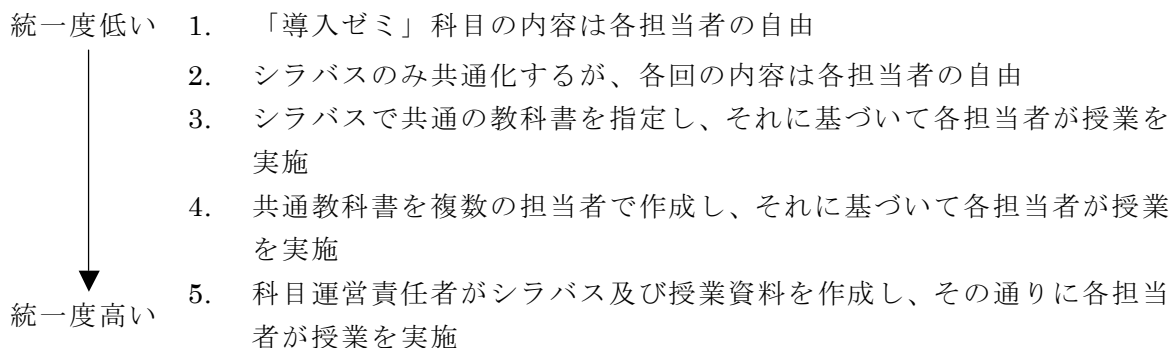 統一度低い 1. 「導入ゼミ」科目の内容は各担当者の自由
2. シラバスのみ共通化するが、各回の内容は各担当者の自由
3. シラバスで共通の教科書を指定し、それに基づいて各担当者が授業を
実施
4. 共通教科書を複数の担当者で作成し、それに基づいて各担当者が授業
を実施
統一度高い 5. 科目運営責任者がシラバス及び授業資料を作成し、その通りに各担当
者が授業を実施